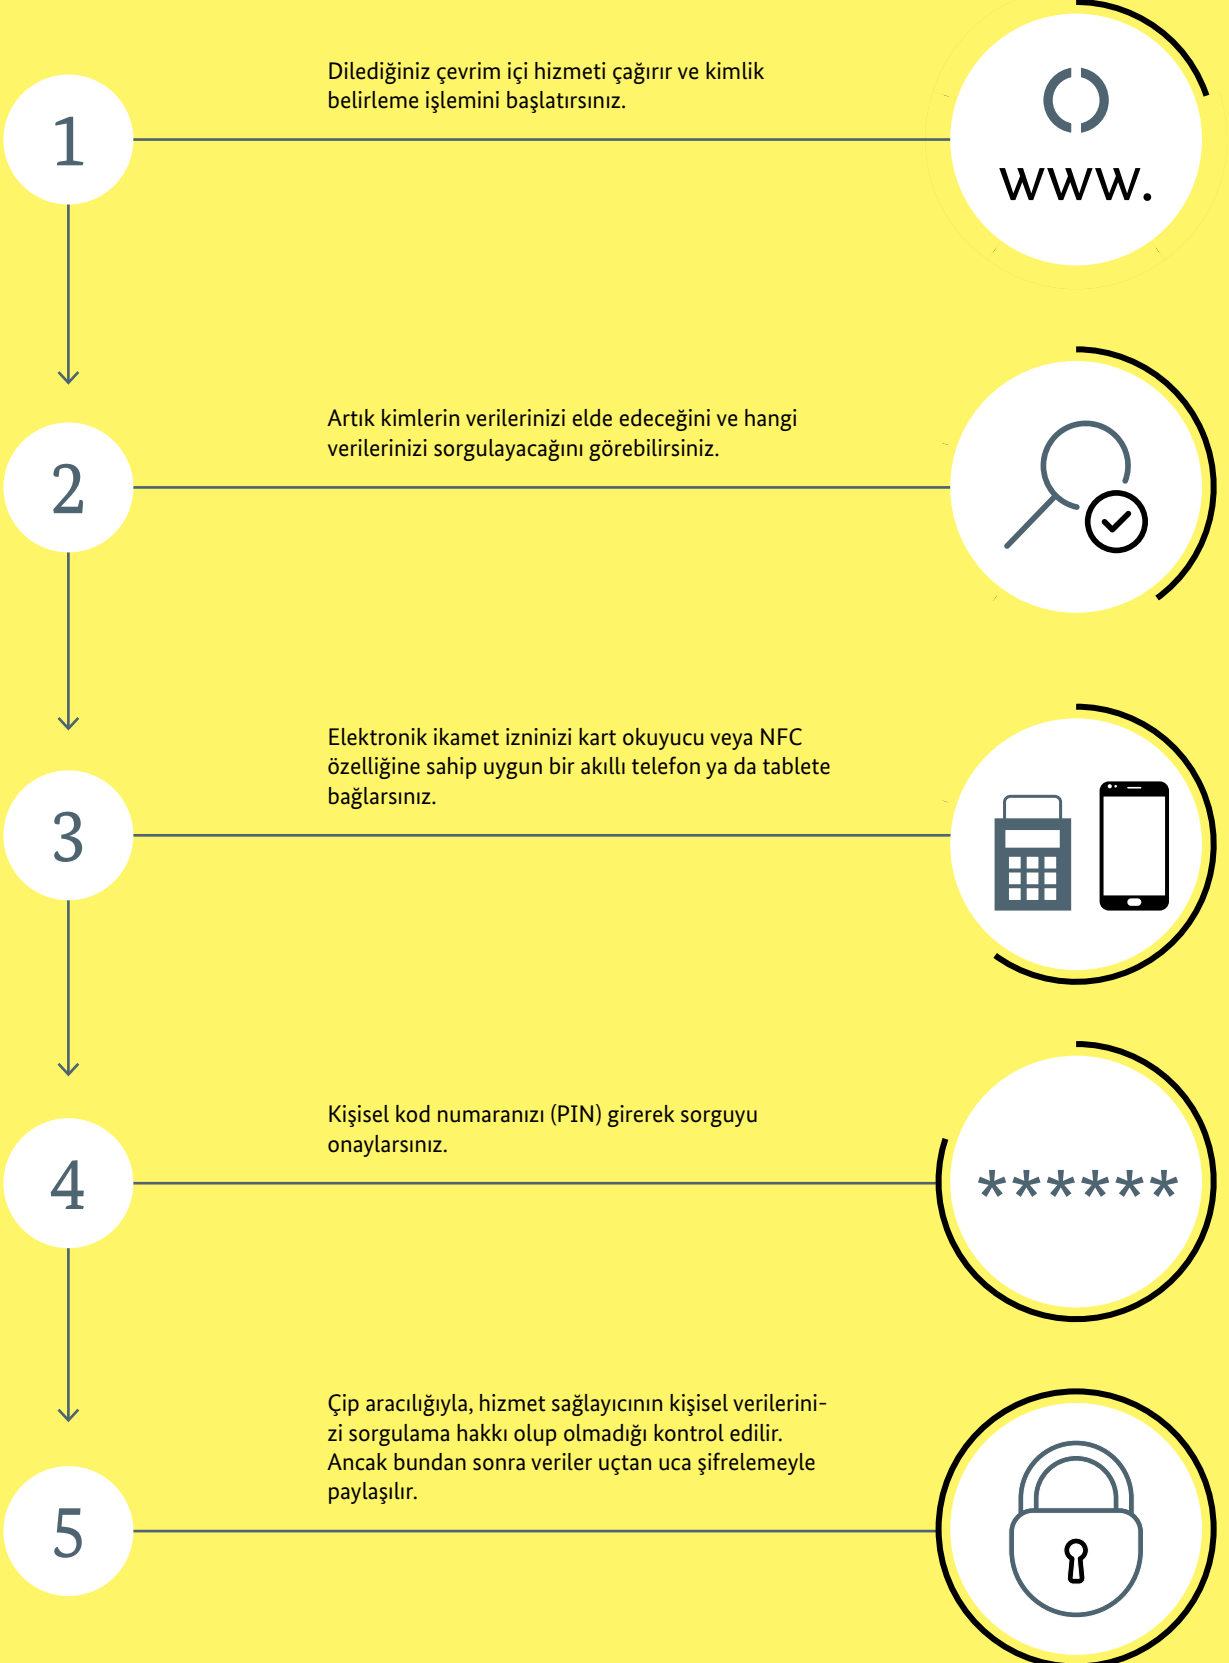 Dilediğiniz çevrim içi hizmeti çağırır ve kimlik
belirleme işlemini başlatırsınız.
1
www.
Artık kimlerin verilerinizi elde edeceğini ve hangi
verilerinizi sorgulayacağını görebilirsiniz.
2
Elektronik ikamet izninizi kart okuyucu veya NFC
özelliğine sahip uygun bir akıllı telefon ya da tablete
bağlarsınız.
3
Kişisel kod numaranızı (PIN) girerek sorguyu
onaylarsınız.
4
******
Çip aracılığıyla, hizmet sağlayıcının kişisel verilerini-
zi sorgulama hakkı olup olmadığı kontrol edilir.
Ancak bundan sonra veriler uçtan uca şifrelemeyle
paylaşılır.
5